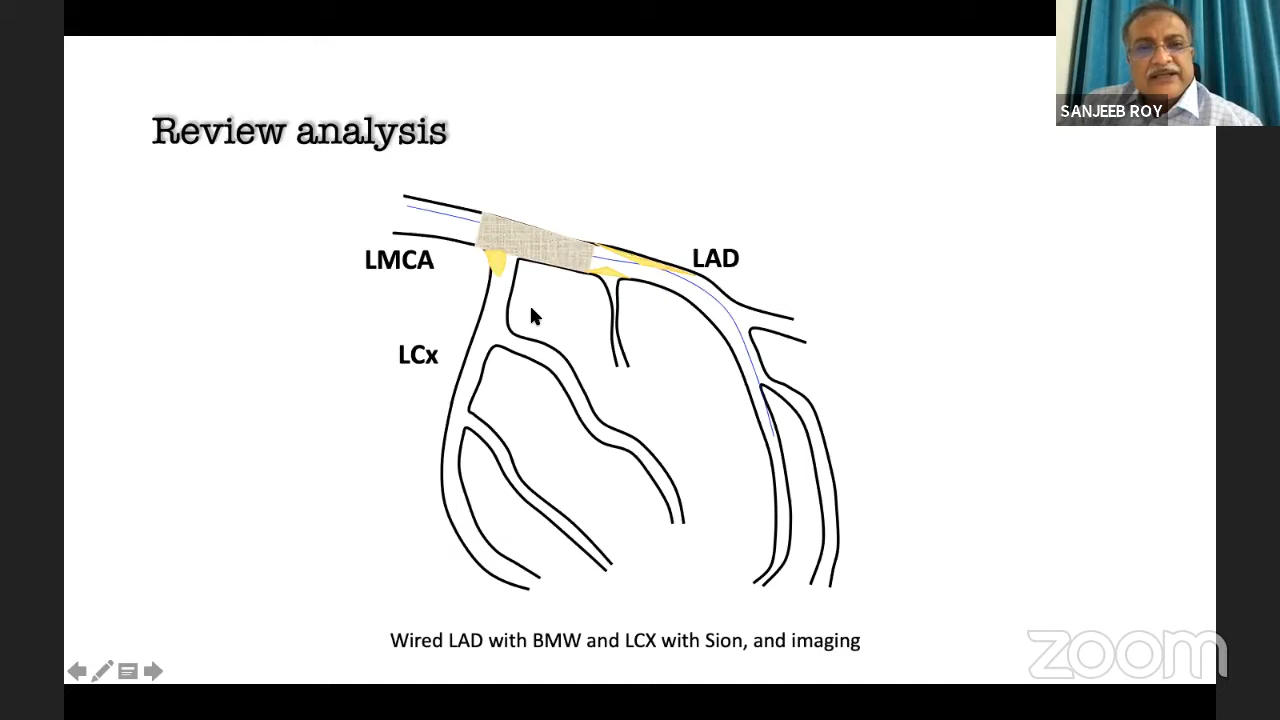 SANJEEB ROY
Review analysis
LMCA
LAD
LCx
Wired LAD with BMW and LCX with Sion, and imaging
zoom